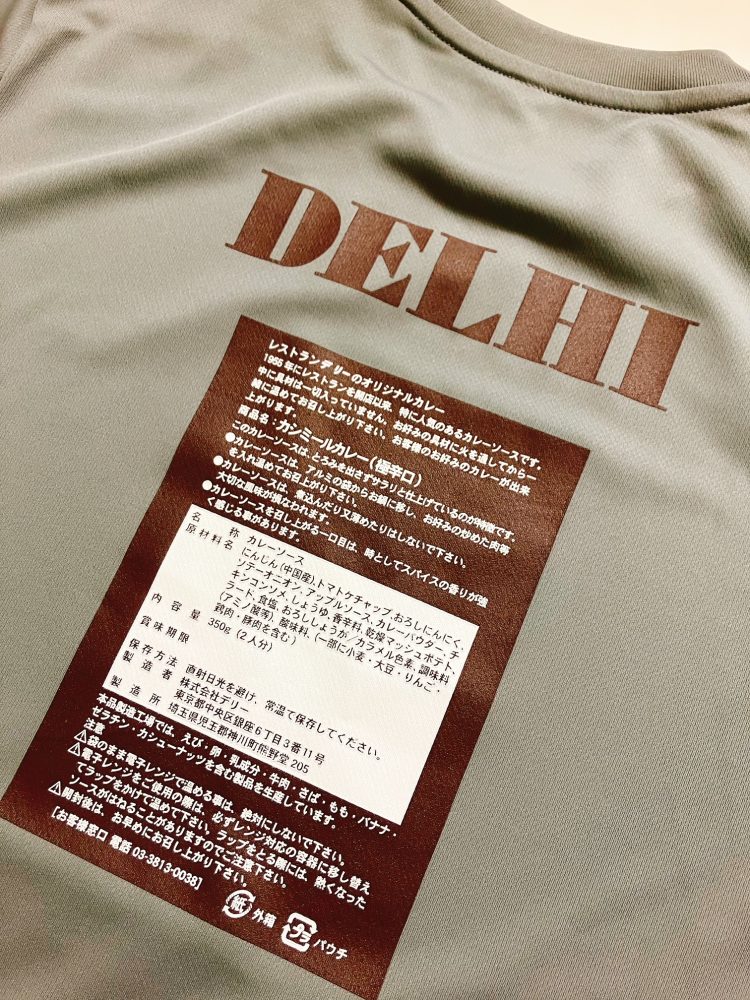 DELHI
レストランデリーのオリジナルカレー
1956年にレストランを開店以来、特に人気のあるカレーソースです。
中に具材は一切入っていません。お好みの具材に火を通してから一
緒に温めてお召し上がり下さい。お客様のお好みのカレーが出来
上がります。
商品名:カシミールカレー(極辛口)
●このカレーソースは、とろみを出さずサラリと仕上げているのが特徴です。
●カレーソースは、アルミの袋からお鍋に移し、お好みの炒めた肉等
を入れ温めてお召し上がり下さい。
●カレーソースは、煮込んだり又薄めたりはしないで下さい。
大切な風味が損なわれます。
●カレーソースを召し上がる一口目は、時としてスパイスの香りが強
く感じる事があります。
名 称 カレーソース
原材料名 にんじん(中国産)、トマトケチャップ、おろしにんにく、
ソテーオニオン、アップルソース、カレーパウダー、チ
キンコンソメ、しょうゆ、香辛料、乾燥マッシュポテト、
ラード、食塩、おろししょうが/カラメル色素、調味料
(アミノ酸等)、酸味料、(一部に小麦・大豆・りんご・
鶏肉・豚肉を含む)
内 容 量 350g(2人分)
賞味期限
保存方法 直射日光を避け、常温で保存してください。
製 造 者 株式会社デリー
東京都中央区銀座6丁目3番11号
製 造 所 埼玉県児玉郡神川町熊野堂205
本品製造工場では、えび・卵・乳成分・牛肉・さば・もも・バナナ・
ゼラチン・カシューナッツを含む製品を生産しています。
注意
⚠袋のまま電子レンジで温める事は、絶対にしないで下さい。
⚠電子レンジをご使用の際は、必ずレンジ対応の容器に移し替え
てラップをかけて温めて下さい。ラップをとる際には、熱くなった
ソースがはねることがありますのでご注意下さい。
⚠開封後は、お早めにお召し上がり下さい。
[お客様窓口 電話 03-3813-0038]
紙 外箱 プラ パウチ